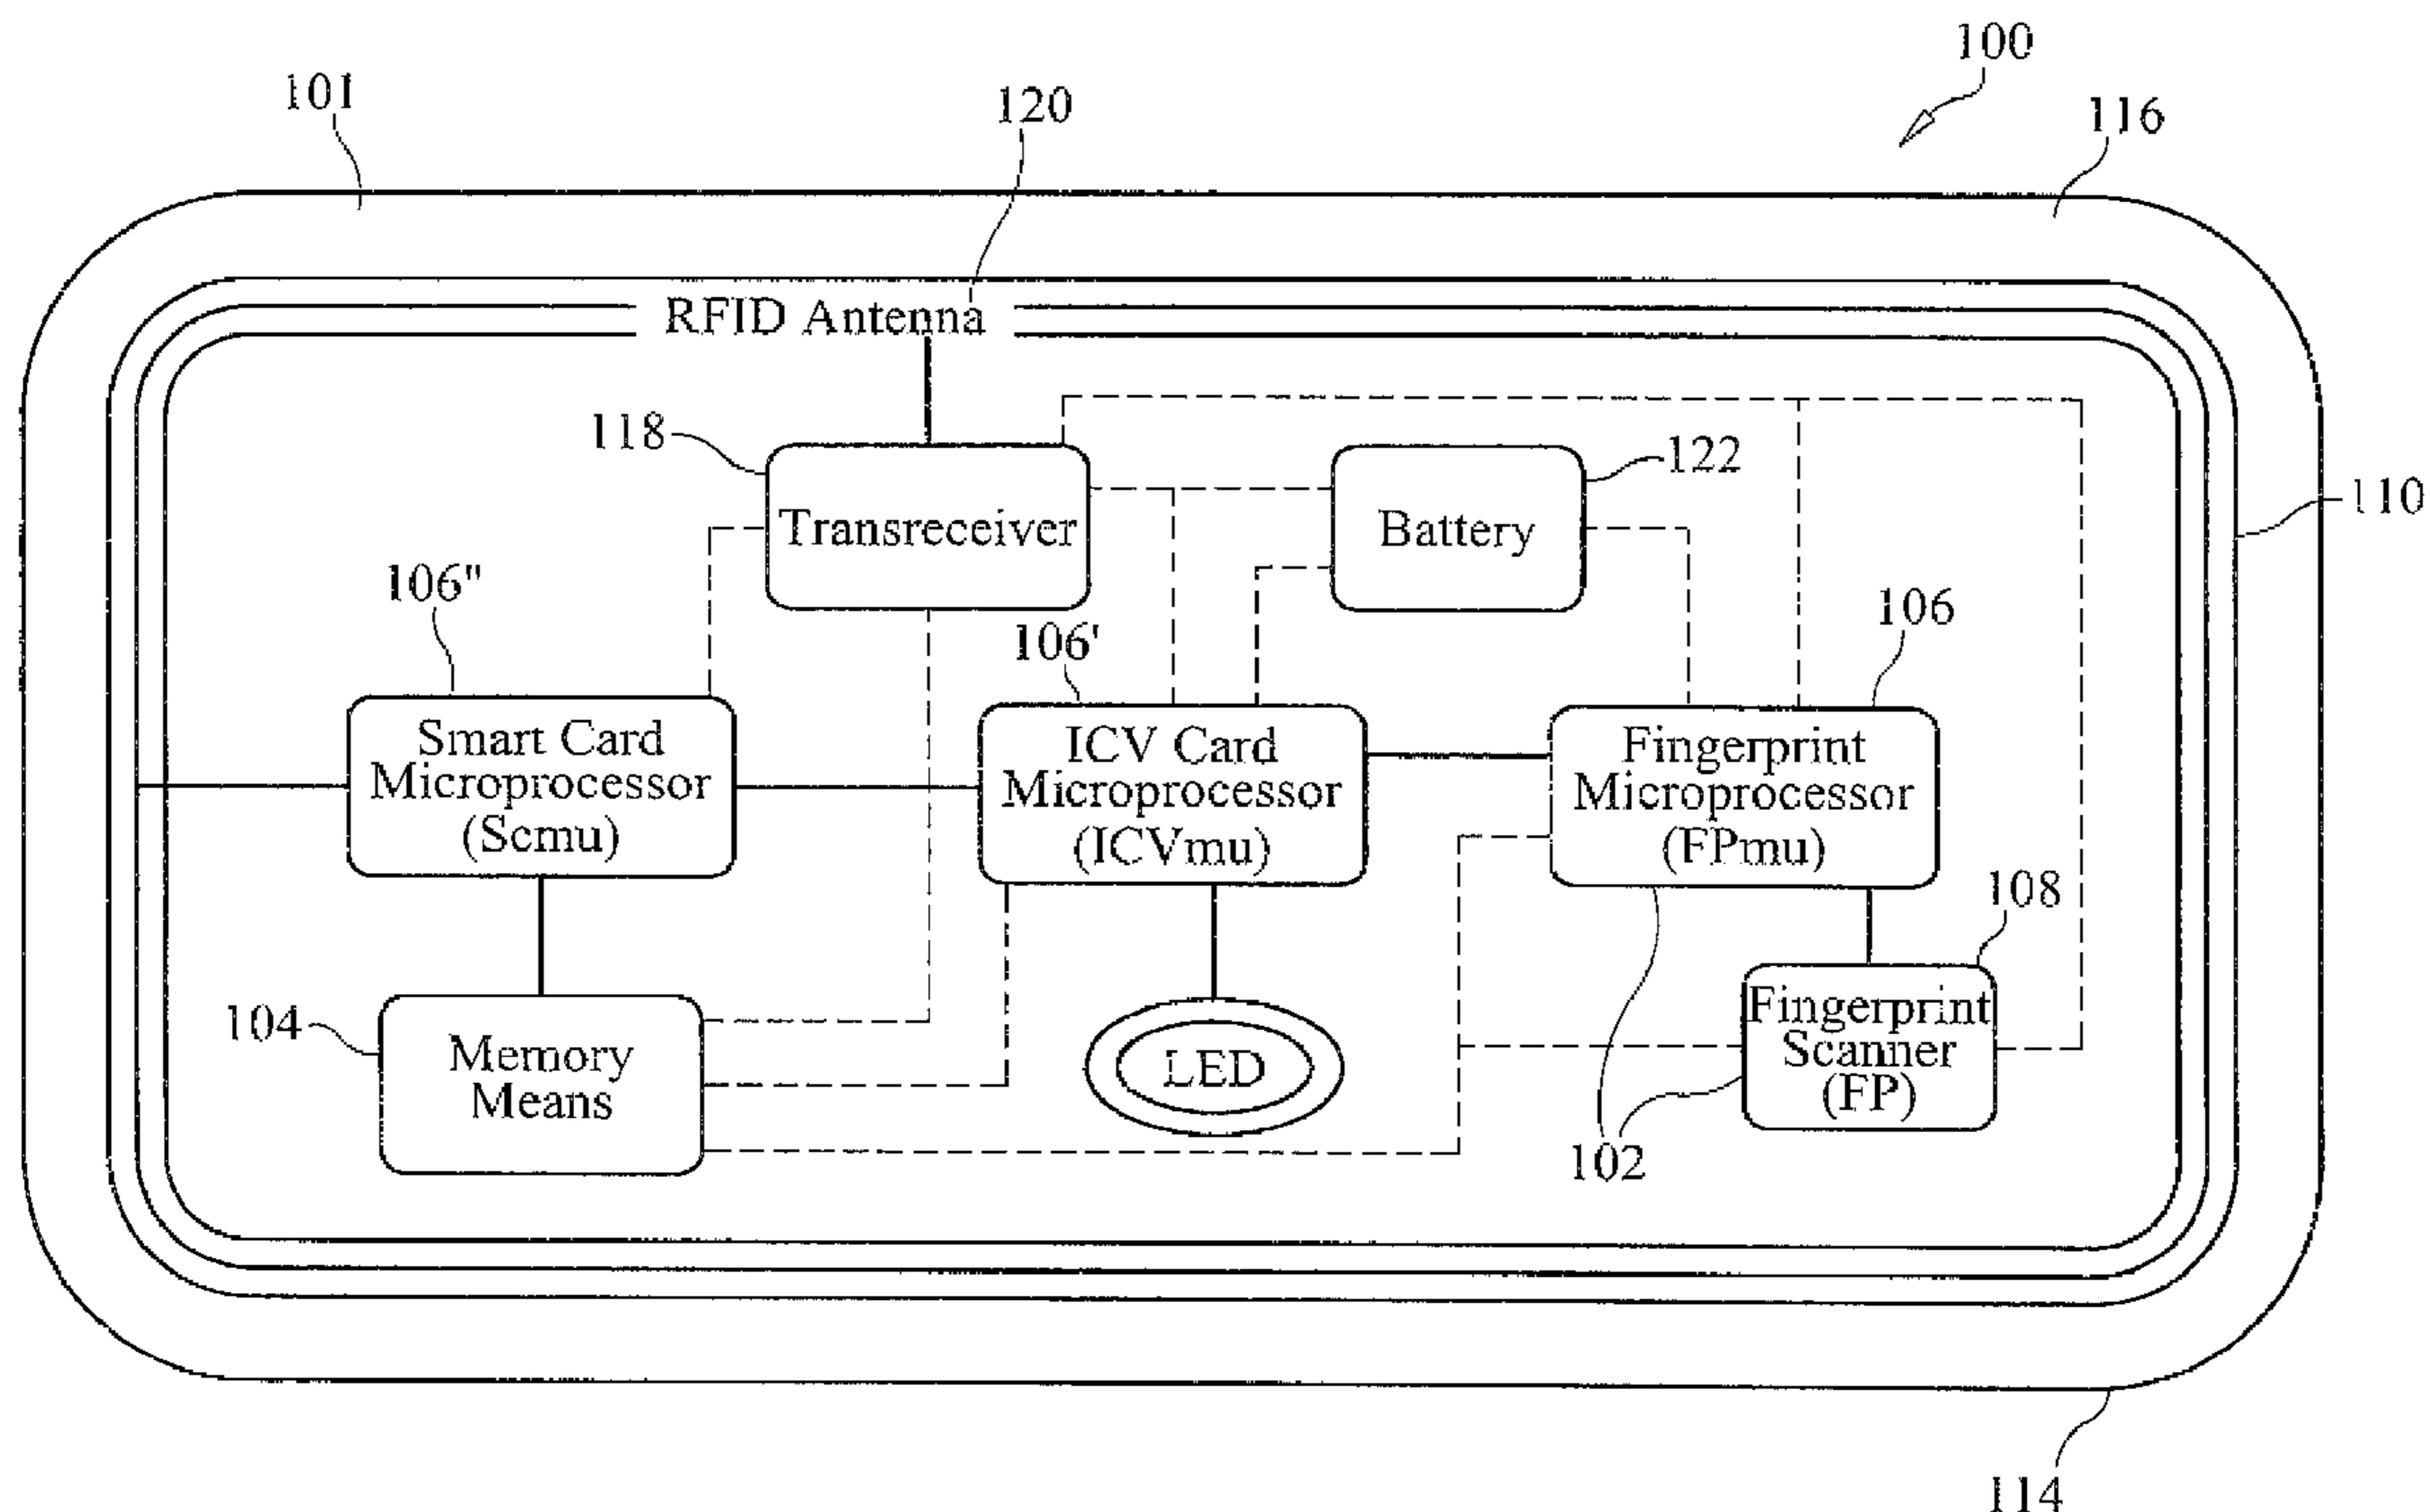 100
101
120
116
RFID Antenna
118
122
110
Transreceiver
Battery
106"
106'
106
Smart Card
Microprocessor
(Scmu)
ICV Card
Microprocessor
(ICVmu)
Fingerprint
Microprocessor
(FPmu)
108
104
Memory
Means
LED
Fingerprint
Scanner
(FP)
102
114